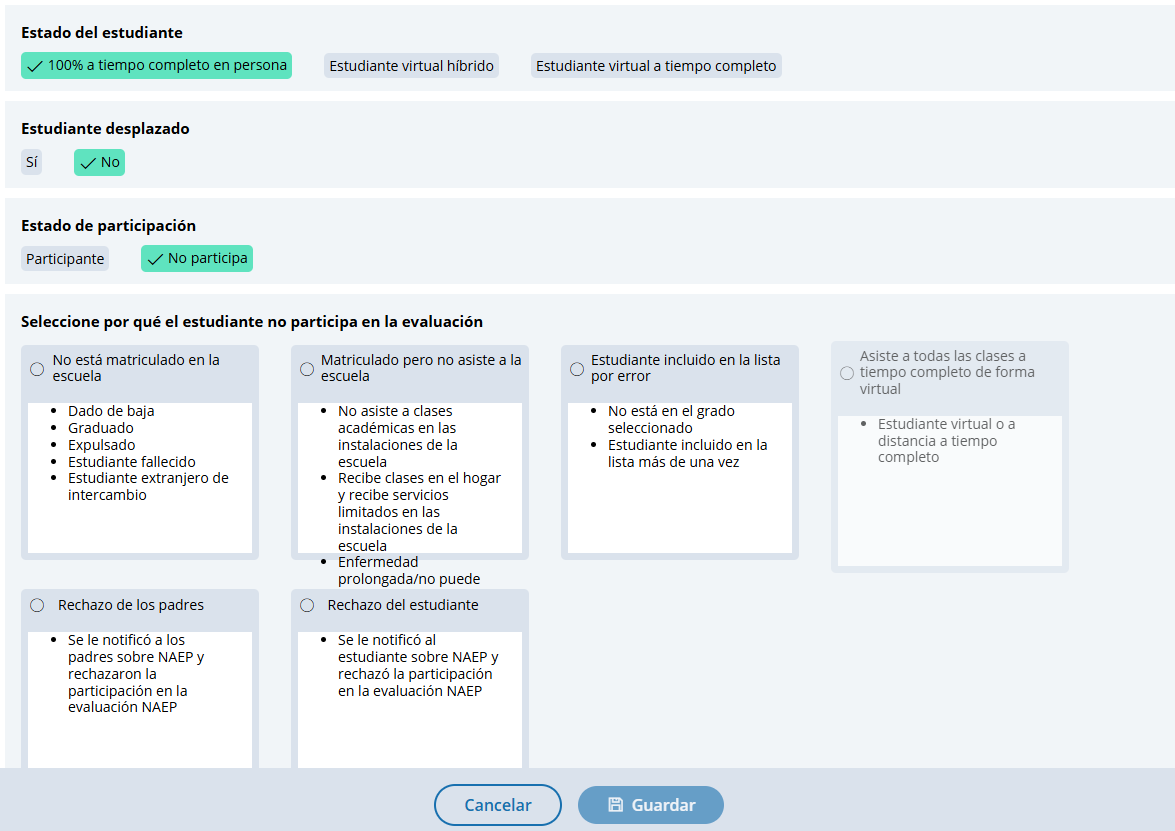 Estado del estudiante
100% a tiempo completo en persona
Estudiante virtual híbrido
Estudiante virtual a tiempo completo
Estudiante desplazado
Sí
No
Estado de participación
Participante
No participa
Seleccione por qué el estudiante no participa en la evaluación
No está matriculado en la
escuela
• Dado de baja
• Graduado
• Expulsado
• Estudiante fallecido
• Estudiante extranjero de
intercambio
Matriculado pero no asiste a la
escuela
• No asiste a clases
académicas en las
instalaciones de la
escuela
• Recibe clases en el hogar
y recibe servicios
limitados en las
instalaciones de la
escuela
• Enfermedad
prolongada/no puede
Estudiante incluido en la lista
por error
• No está en el grado
seleccionado
• Estudiante incluido en la
lista más de una vez
Asiste a todas las clases a
tiempo completo de forma
virtual
• Estudiante virtual o a
distancia a tiempo
completo
Rechazo de los padres
• Se le notificó a los
padres sobre NAEP y
rechazaron la
participación en la
evaluación NAEP
Rechazo del estudiante
• Se le notificó al
estudiante sobre NAEP y
rechazó la participación
en la evaluación NAEP
Cancelar
Guardar